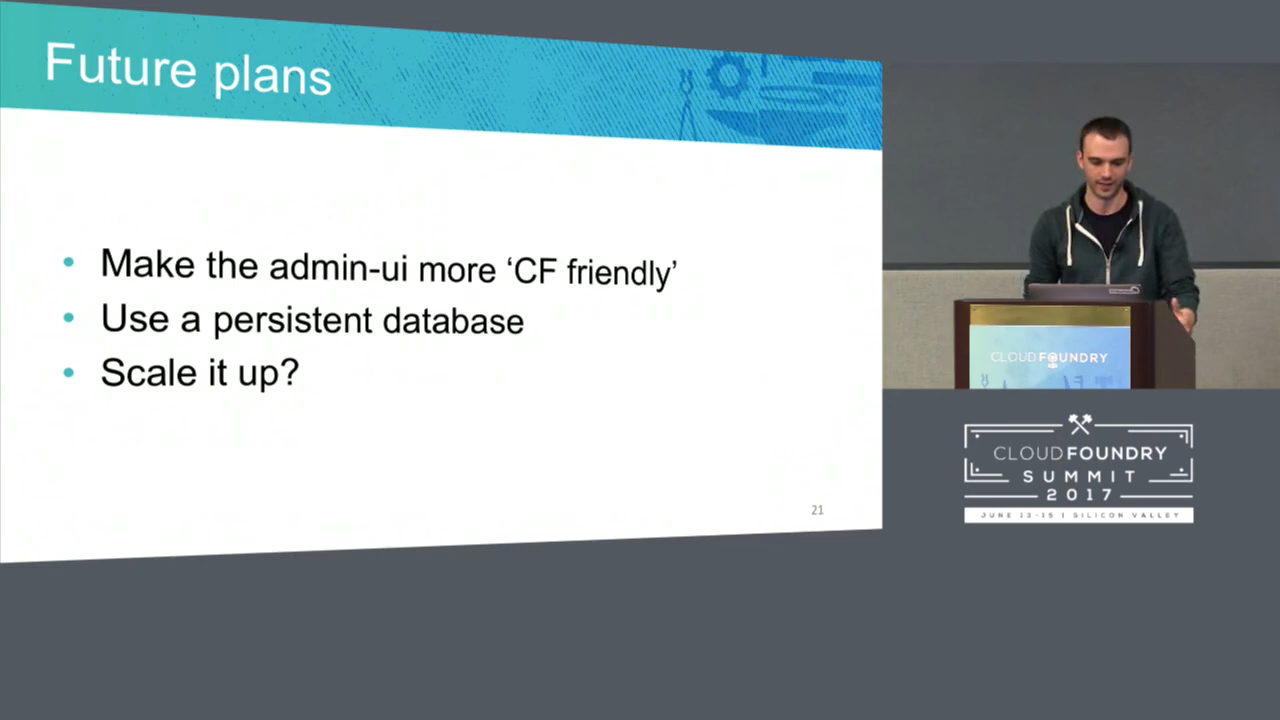 Future plans
• Make the admin-ui more ‘CF friendly’
• Use a persistent database
• Scale it up?
21
CLOUD FOUNDRY
CLOUD FOUNDRY
SUMMIT
2017
JUNE 13-15 | SILICON VALLEY